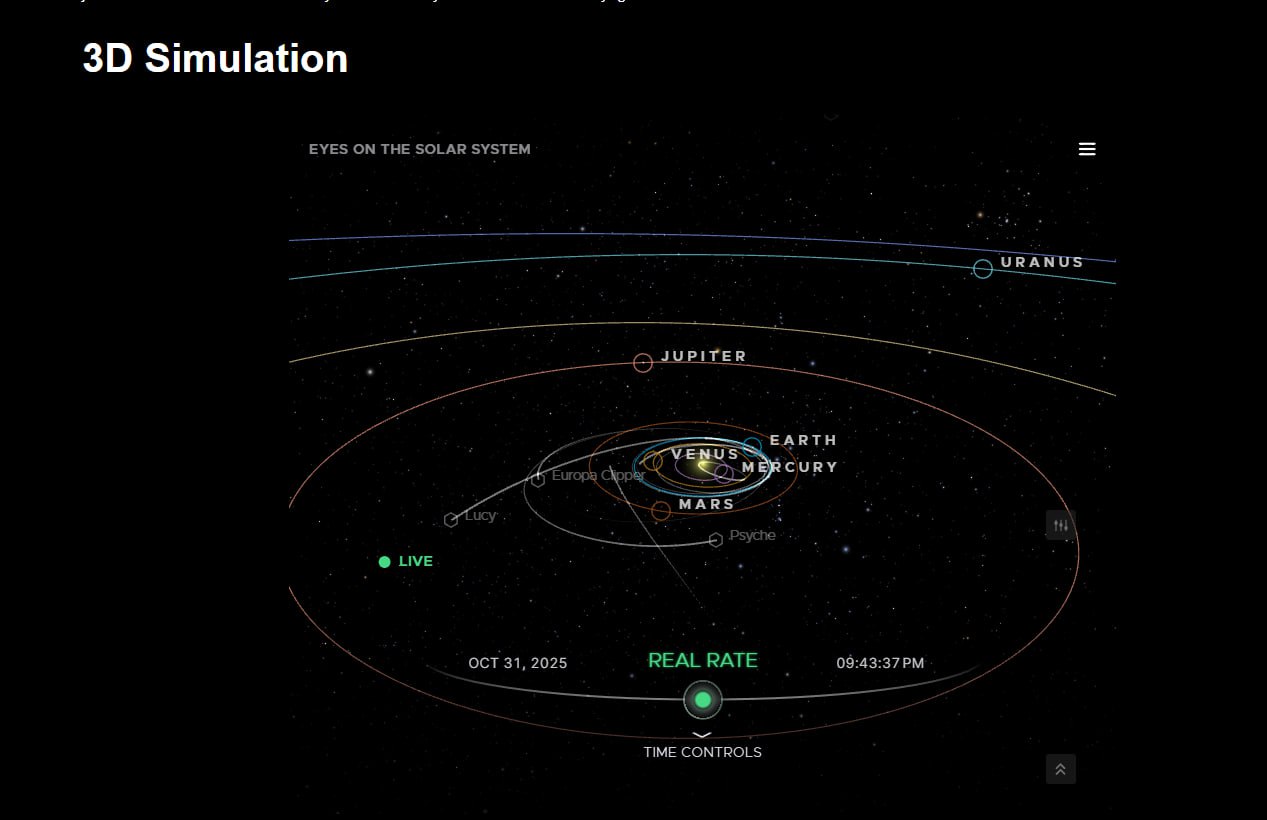 3D Simulation
EYES ON THE SOLAR SYSTEM
URANUS
JUPITER
EARTH
VENUS
MERCURY
Europa Clipper
MARS
Lucy
Psyche
LIVE
OCT 31, 2025
REAL RATE
09:43:37 PM
TIME CONTROLS